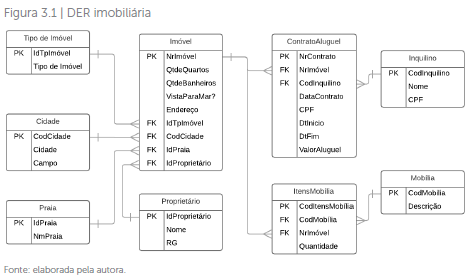 Figura 3.1 | DER imobiliária
Tipo de Imóvel
PK IdTpImóvel
Tipo de Imóvel
Cidade
PK CodCidade
Cidade
Campo
Praia
PK IdPraia
NmPraia
Imóvel
PK NrImóvel
QtdeQuartos
QtdeBanheiros
VistaParaMar?
Endereço
FK IdTpImóvel
FK CodCidade
FK IdPraia
FK IdProprietário
Proprietário
PK IdProprietário
Nome
RG
ContratoAluguel
PK NrContrato
FK NrImóvel
FK CodInquilino
DataContrato
CPF
DtInicio
DtFim
ValorAluguel
ItensMobília
PK CodItensMobília
FK CodMobília
FK NrImóvel
Quantidade
Inquilino
PK CodInquilino
Nome
CPF
Mobília
PK CodMobília
Descrição
Fonte: elaborada pela autora.